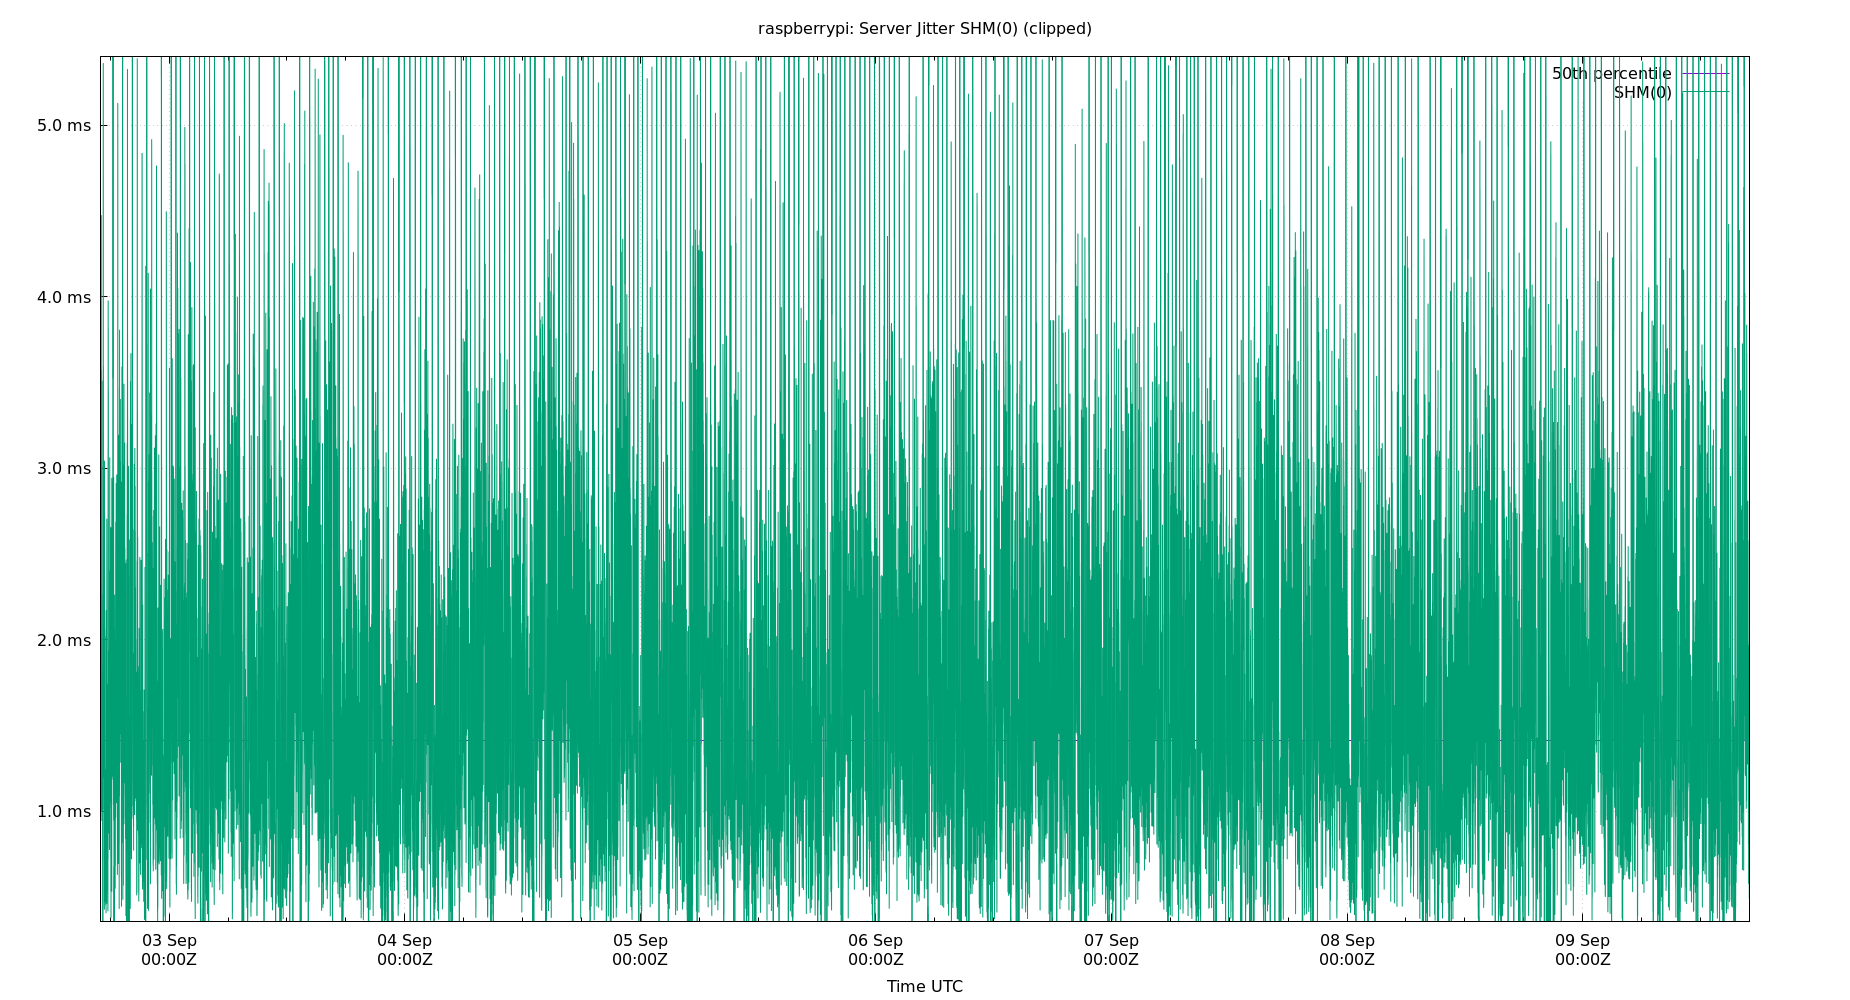 raspberrypi: Server Jitter SHM(0) (clipped)
50th percentile
SHM(0)
5.0 ms
4.0 ms
3.0 ms
2.0 ms
1.0 ms
03 Sep
00:00Z
04 Sep
00:00Z
05 Sep
00:00Z
06 Sep
00:00Z
07 Sep
00:00Z
08 Sep
00:00Z
09 Sep
00:00Z
Time UTC